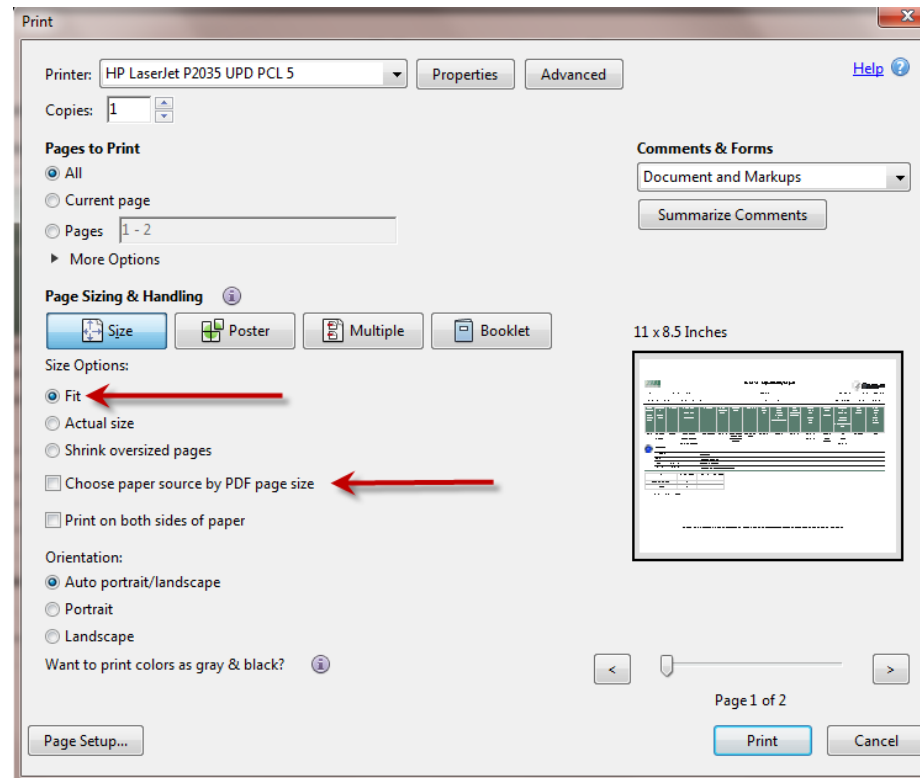 Print
Printer: HP LaserJet P2035 UPD PCL 5 Properties Advanced Help
Copies: 1
Pages to Print
All
Current page
Pages 1 - 2
More Options
Comments & Forms
Document and Markups
Summarize Comments
Page Sizing & Handling
Size Poster Multiple Booklet
Size Options:
Fit
Actual size
Shrink oversized pages
Choose paper source by PDF page size
Print on both sides of paper
Orientation:
Auto portrait/landscape
Portrait
Landscape
Want to print colors as gray & black?
11 x 8.5 Inches
< >
Page 1 of 2
Page Setup... Print Cancel